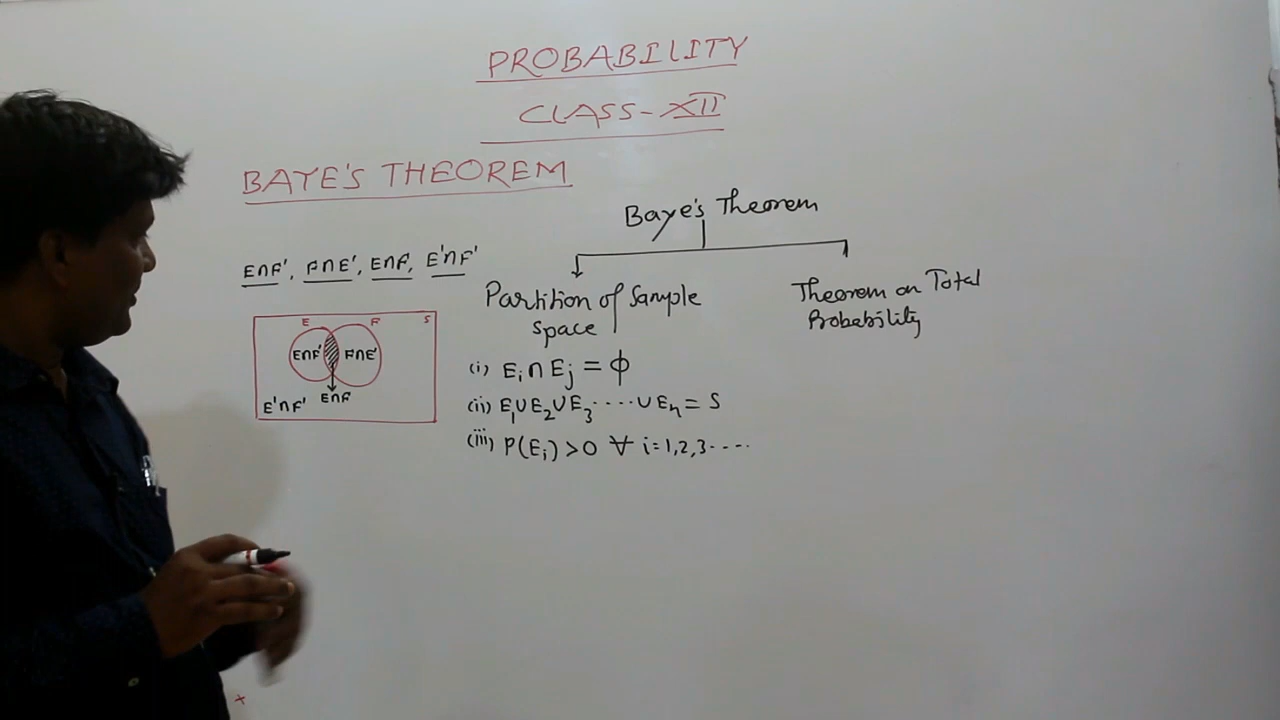 PROBABILITY
CLASS-XII
BAYE'S THEOREM
Baye's Theorem
E∩F', F∩E', E∩F, E'∩F'
Partition of Sample
Space
Theorem on Total
Probability
E F S
E∩F' F∩E'
E∩F
E'∩F'
(i) Ei ∩ Ej = ϕ
(ii) E1∪E2∪E3 .... ∪En = S
(iii) P(Ei) > 0 ∀ i=1,2,3.....